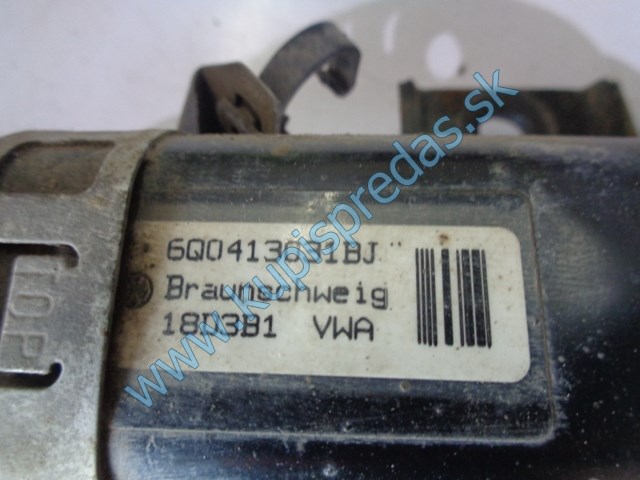 www.kupispredas.sk
TOP
6Q0413031BJ
Braunschweig
18D3B1 VWA